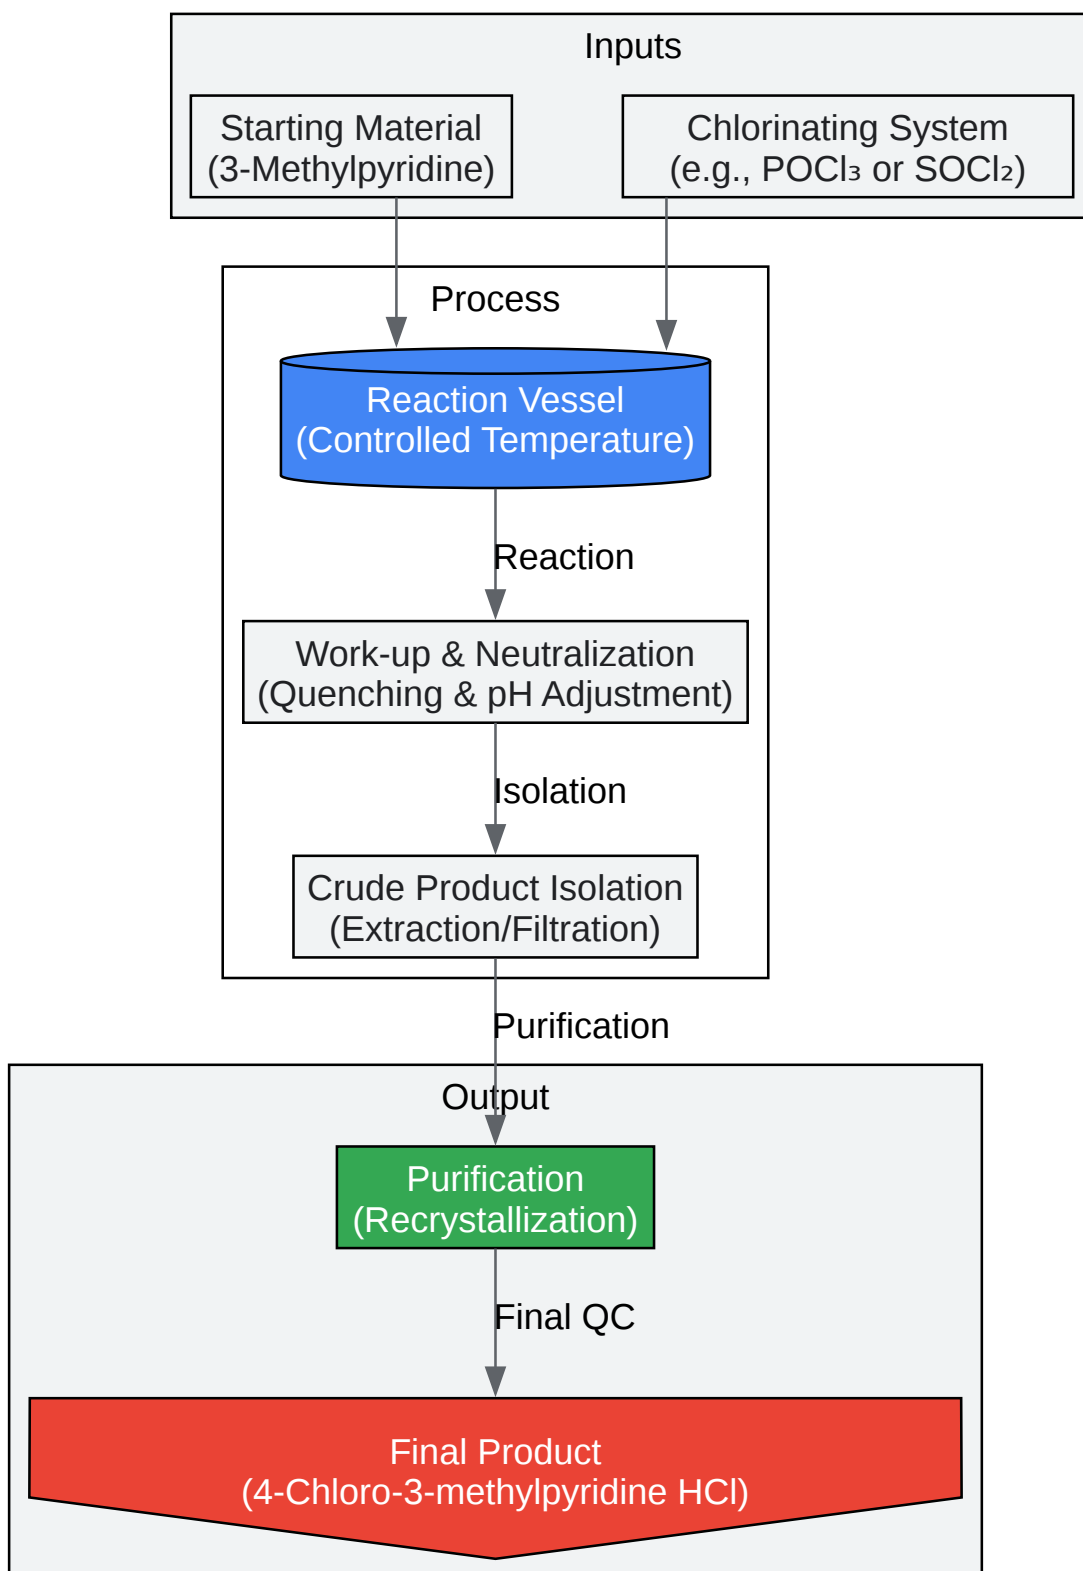 Inputs
Starting Material
(3-Methylpyridine)
Chlorinating System
(e.g., POCl₃ or SOCl₂)
Process
Reaction Vessel
(Controlled Temperature)
Reaction
Work-up & Neutralization
(Quenching & pH Adjustment)
Isolation
Crude Product Isolation
(Extraction/Filtration)
Purification
Output
Purification
(Recrystallization)
Final QC
Final Product
(4-Chloro-3-methylpyridine HCl)